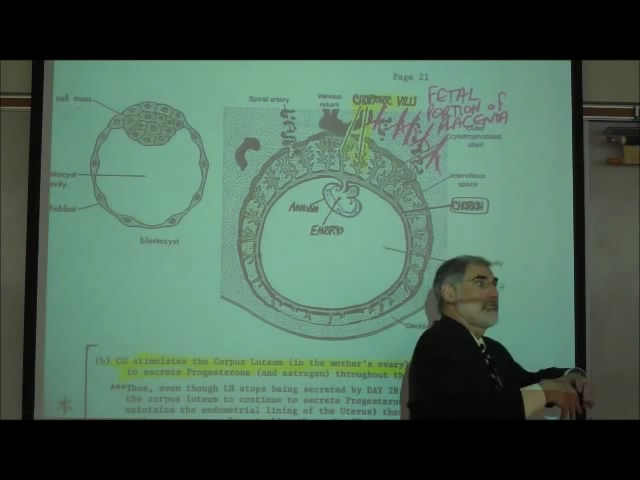 Page 21
cell mass
Spiral artery
Venous
return
CHORIONIC VILLI
FETAL
PORTION of
PLACENTA
cytotrophoblast
shell
Intervillous
space
CHORION
AMNION
EMBRYO
blastocyst
(b) CG stimulates the Corpus Luteum (in the mother's ovary)
to secrete Progesterone (and estrogen) throughout
Thus, even though LH stops being secreted by DAY 28,
the corpus luteum to continue to secrete
maintains the endometrial lining of the Uterus)